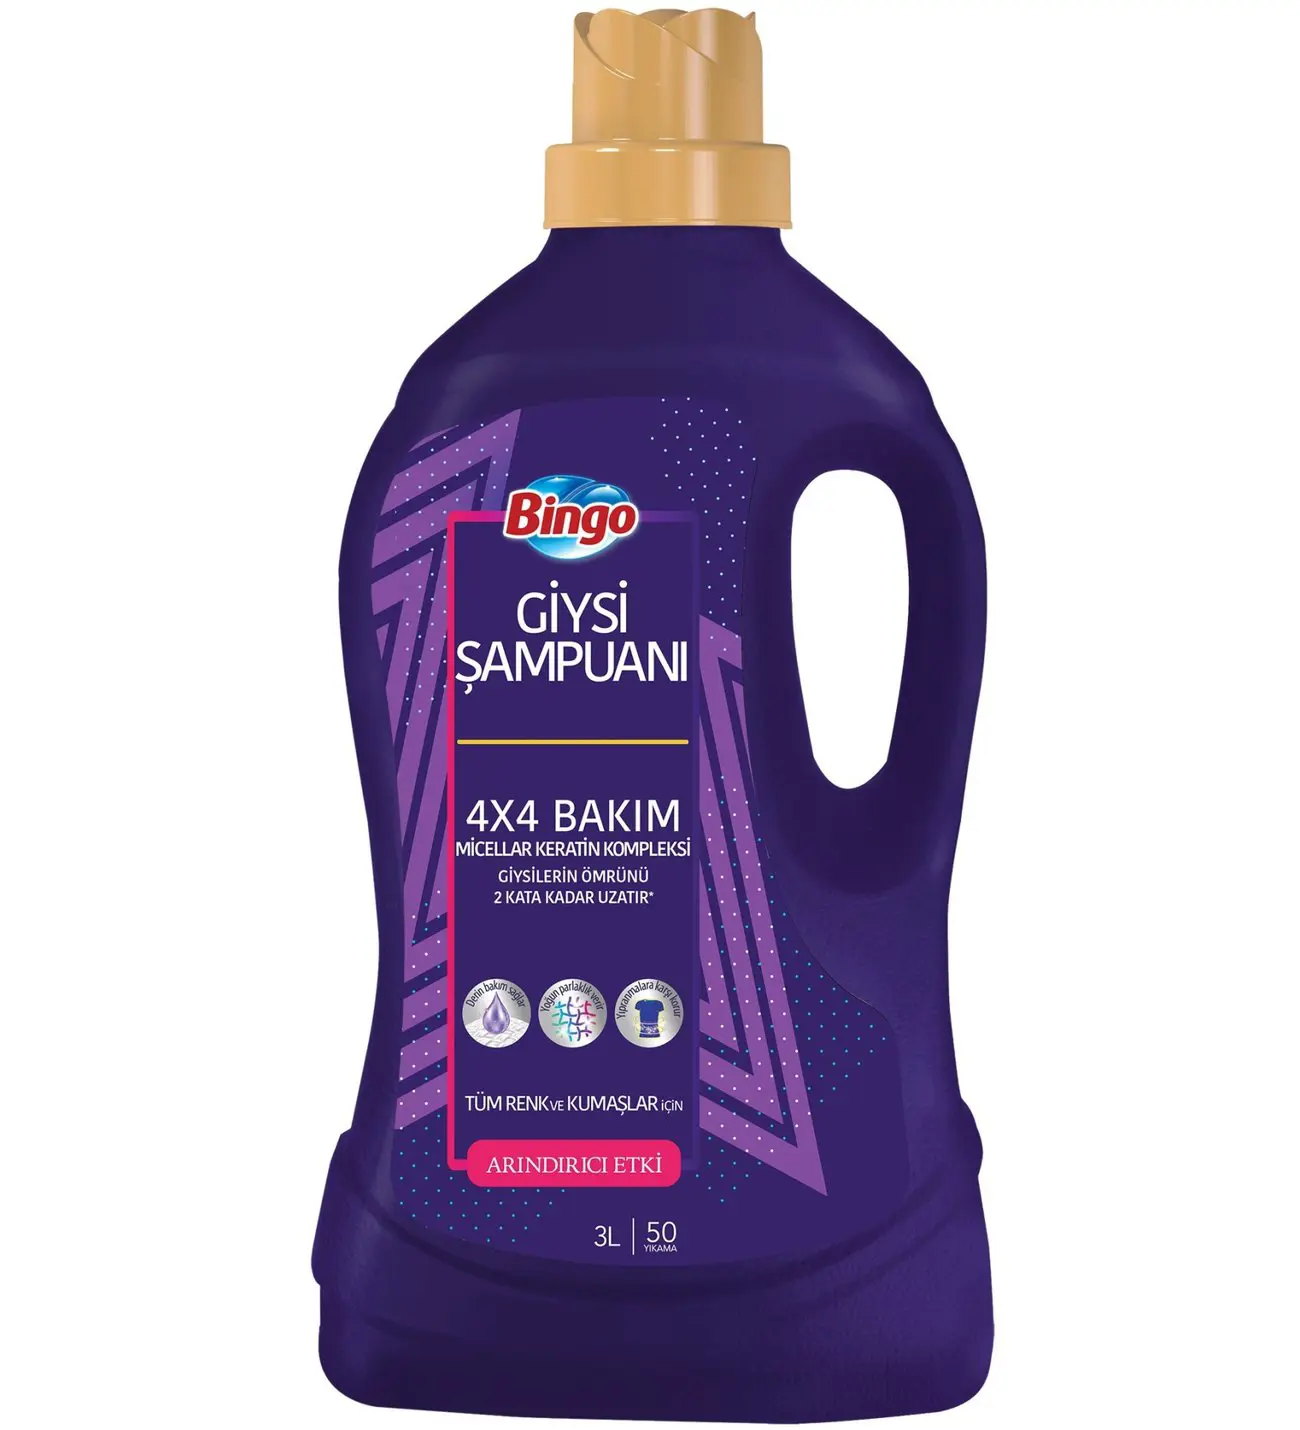 Bingo
GİYSİ
ŞAMPUANI
4X4 BAKIM
MİCELLAR KERATİN KOMPLEKSİ
GİYSİLERİN ÖMRÜNÜ
2 KATA KADAR UZATIR*
Derin bakım sağlar
Yoğun parlaklık verir
Yıpranmalara karşı korur
TÜM RENK VE KUMAŞLAR İÇİN
ARINDIRICI ETKİ
3L | 50
YIKAMA